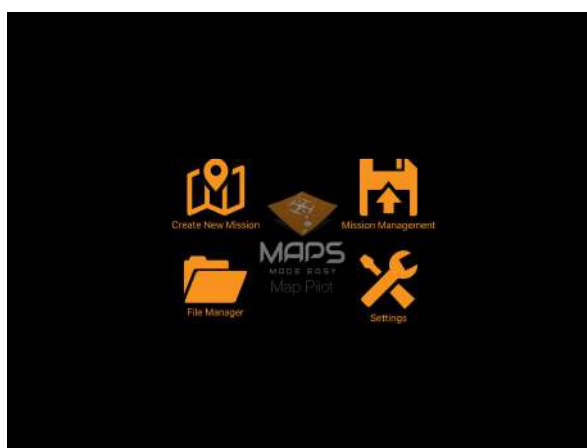 Create New Mission
Mission Management
MAPS
MADE EASY
Map Pilot
File Manager
Settings